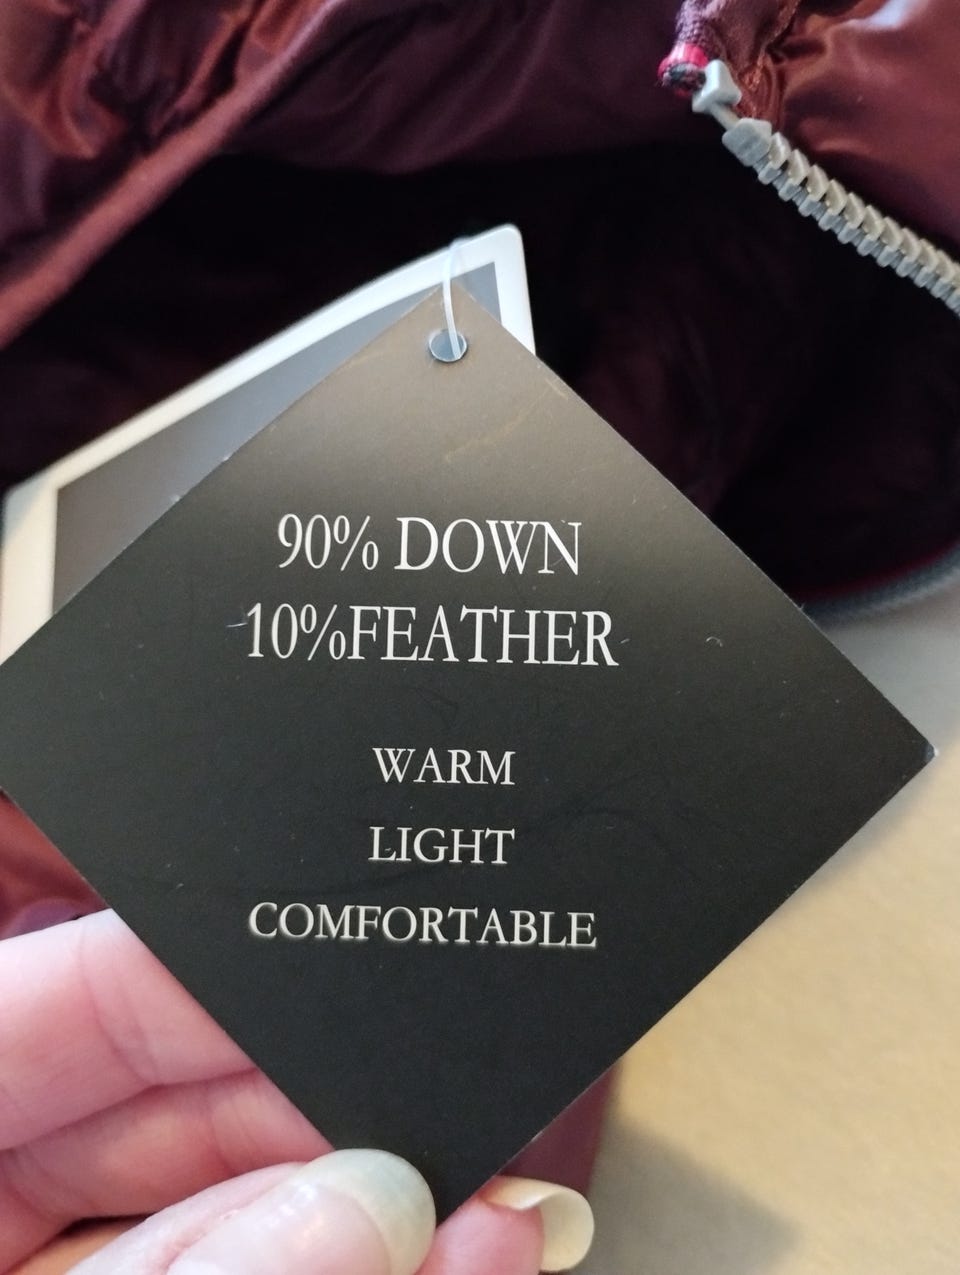 90% DOWN
10%FEATHER
WARM
LIGHT
COMFORTABLE